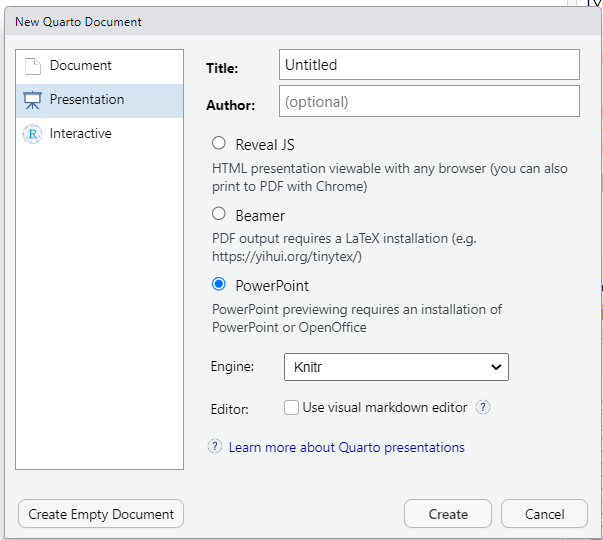 New Quarto Document
Document
Presentation
R Interactive
Title: Untitled
Author: (optional)
Reveal JS
HTML presentation viewable with any browser (you can also
print to PDF with Chrome)
Beamer
PDF output requires a LaTeX installation (e.g.
https://yihui.org/tinytex/)
PowerPoint
PowerPoint previewing requires an installation of
PowerPoint or OpenOffice
Engine: Knitr
Editor: Use visual markdown editor ?
? Learn more about Quarto presentations
Create Empty Document Create Cancel